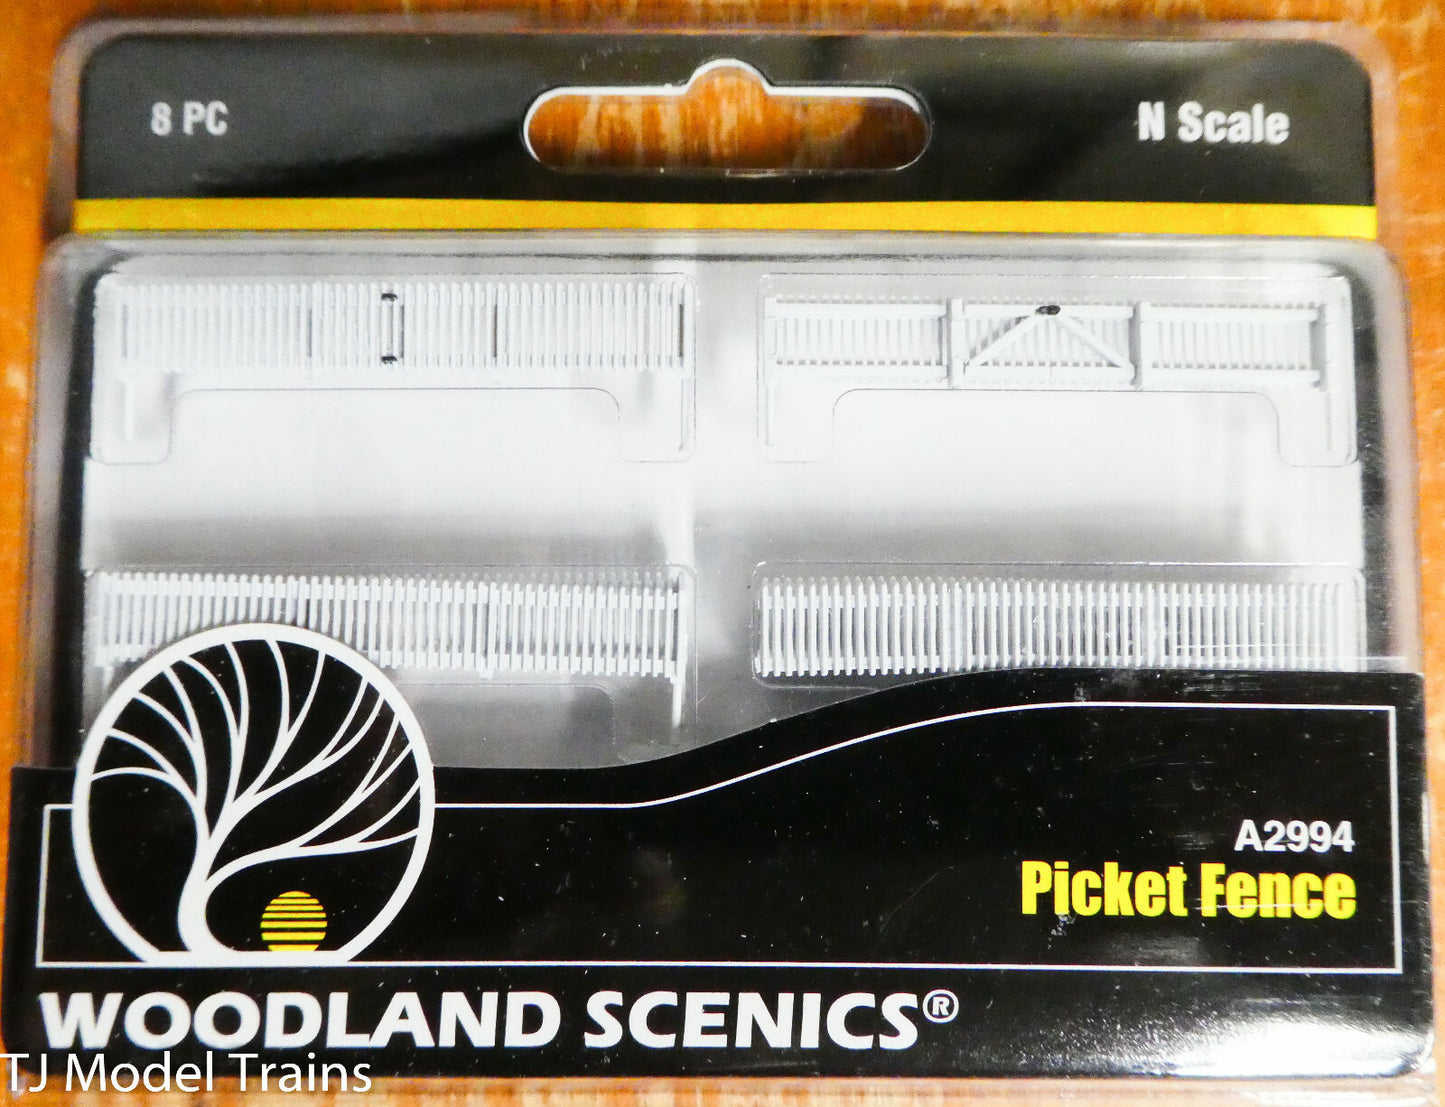 8 PC
N Scale
A2994
Picket Fence
WOODLAND SCENICS®
TJ Model Trains